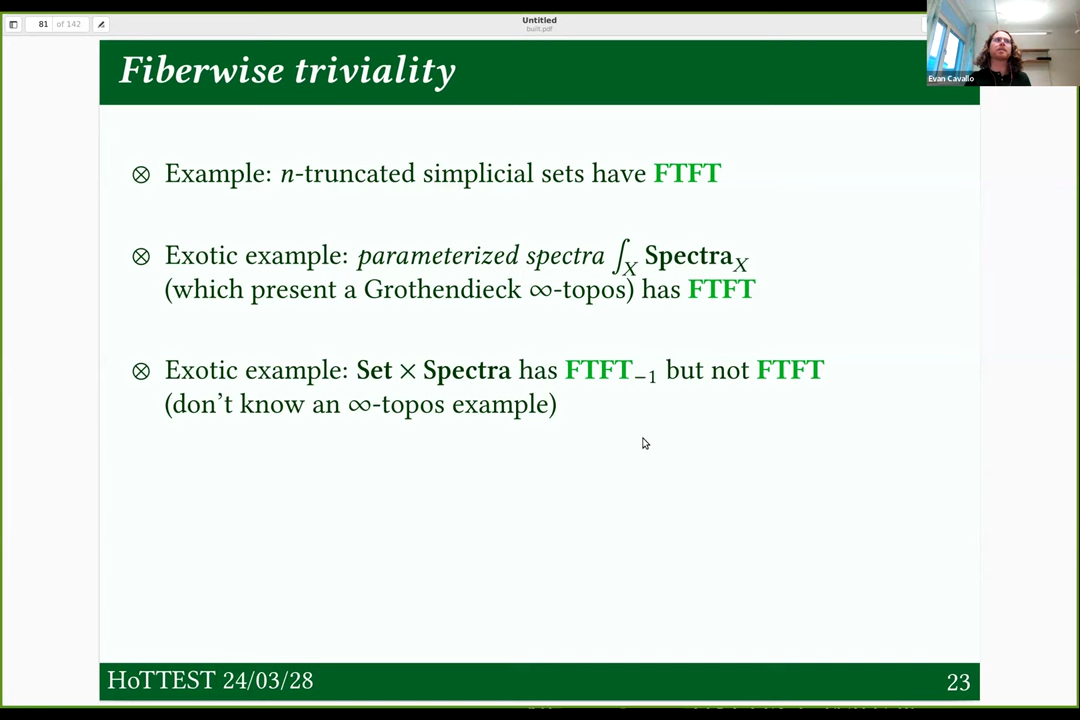 81 of 142
Untitled
built.pdf
Evan Cavallo
Fiberwise triviality
⊗ Example: n-truncated simplicial sets have FTFT
⊗ Exotic example: parameterized spectra ∫_X Spectra_X
(which present a Grothendieck ∞-topos) has FTFT
⊗ Exotic example: Set × Spectra has FTFT₋₁ but not FTFT
(don't know an ∞-topos example)
HoTTEST 24/03/28
23